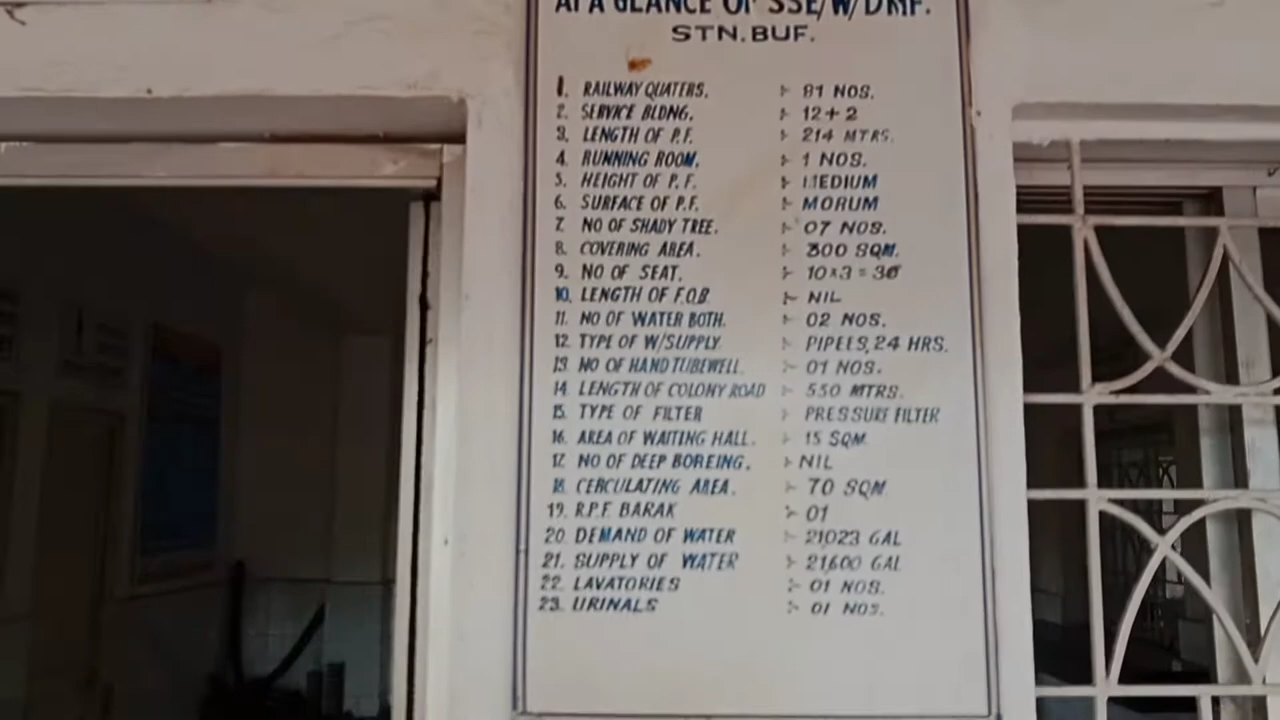 AT A GLANCE OF SSE/W/DMF.
STN. BUF.
1. RAILWAY QUATERS. :- 81 NOS.
2. SERVICE BLDNG. :- 12+2
3. LENGTH OF P.F. :- 214 MTRS.
4. RUNNING ROOM. :- 1 NOS.
5. HEIGHT OF P.F. :- MEDIUM
6. SURFACE OF P.F. :- MORUM
7. NO OF SHADY TREE. :- 07 NOS.
8. COVERING AREA. :- 300 SQM.
9. NO OF SEAT. :- 10×3=30
10. LENGTH OF F.O.B. :- NIL
11. NO OF WATER BOTH. :- 02 NOS.
12. TYPE OF W/SUPPLY. :- PIPEES, 24 HRS.
13. NO OF HAND TUBEWELL. :- 01 NOS.
14. LENGTH OF COLONY ROAD :- 550 MTRS.
15. TYPE OF FILTER :- PRESSURE FILTER
16. AREA OF WAITING HALL. :- 15 SQM.
17. NO OF DEEP BOREING. :- NIL
18. CERCULATING AREA. :- 70 SQM.
19. R.P.F. BARAK :- 01
20. DEMAND OF WATER :- 21023 GAL
21. SUPPLY OF WATER :- 21600 GAL
22. LAVATORIES :- 01 NOS.
23. URINALS :- 01 NOS.